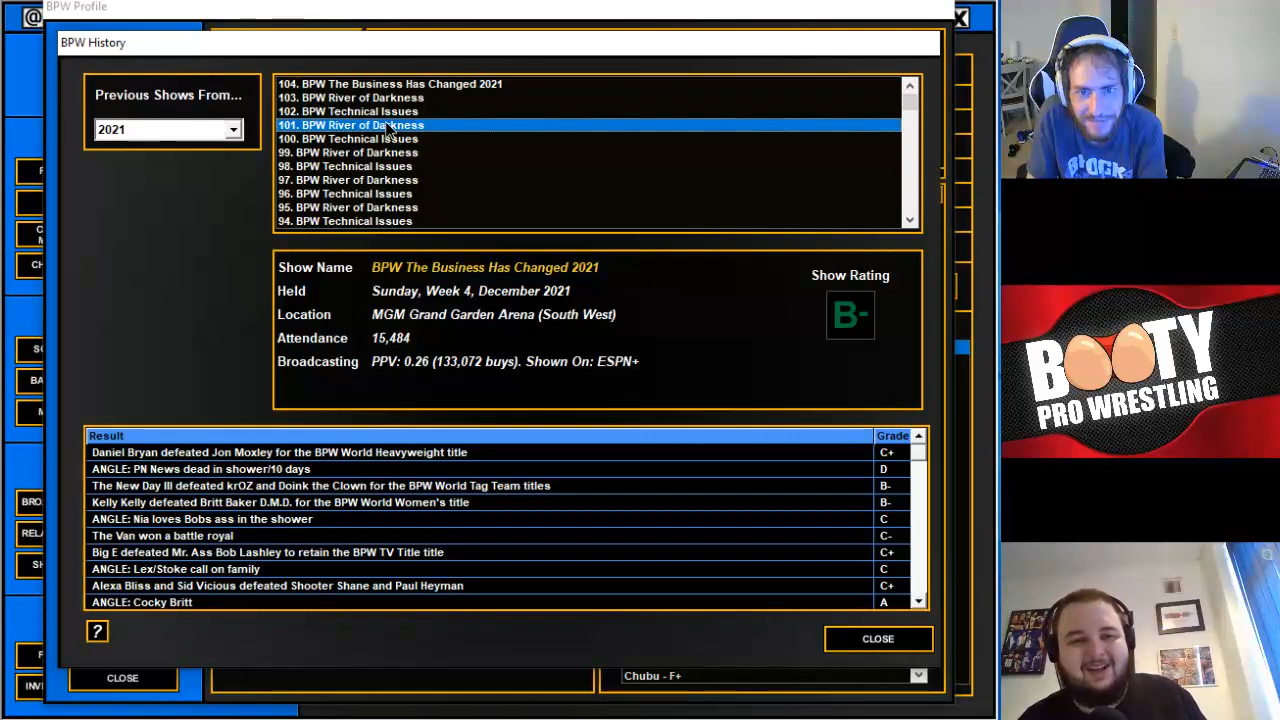 BPW Profile
BPW History
Previous Shows From...
2021
104. BPW The Business Has Changed 2021
103. BPW River of Darkness
102. BPW Technical Issues
101. BPW River of Darkness
100. BPW Technical Issues
99. BPW River of Darkness
98. BPW Technical Issues
97. BPW River of Darkness
96. BPW Technical Issues
95. BPW River of Darkness
94. BPW Technical Issues
Show Name BPW The Business Has Changed 2021
Held Sunday, Week 4, December 2021
Location MGM Grand Garden Arena (South West)
Attendance 15,484
Broadcasting PPV: 0.26 (133,072 buys). Shown On: ESPN+
Show Rating
B-
Result Grade
Daniel Bryan defeated Jon Moxley for the BPW World Heavyweight title C+
ANGLE: PN News dead in shower/10 days D
The New Day III defeated krOZ and Doink the Clown for the BPW World Tag Team titles B-
Kelly Kelly defeated Britt Baker D.M.D. for the BPW World Women's title B-
ANGLE: Nia loves Bobs ass in the shower C
The Van won a battle royal C-
Big E defeated Mr. Ass Bob Lashley to retain the BPW TV Title title C+
ANGLE: Lex/Stoke call on family C
Alexa Bliss and Sid Vicious defeated Shooter Shane and Paul Heyman C+
ANGLE: Cocky Britt A
?
CLOSE
CLOSE
Chubu - F+
BOOTY
PRO WRESTLING